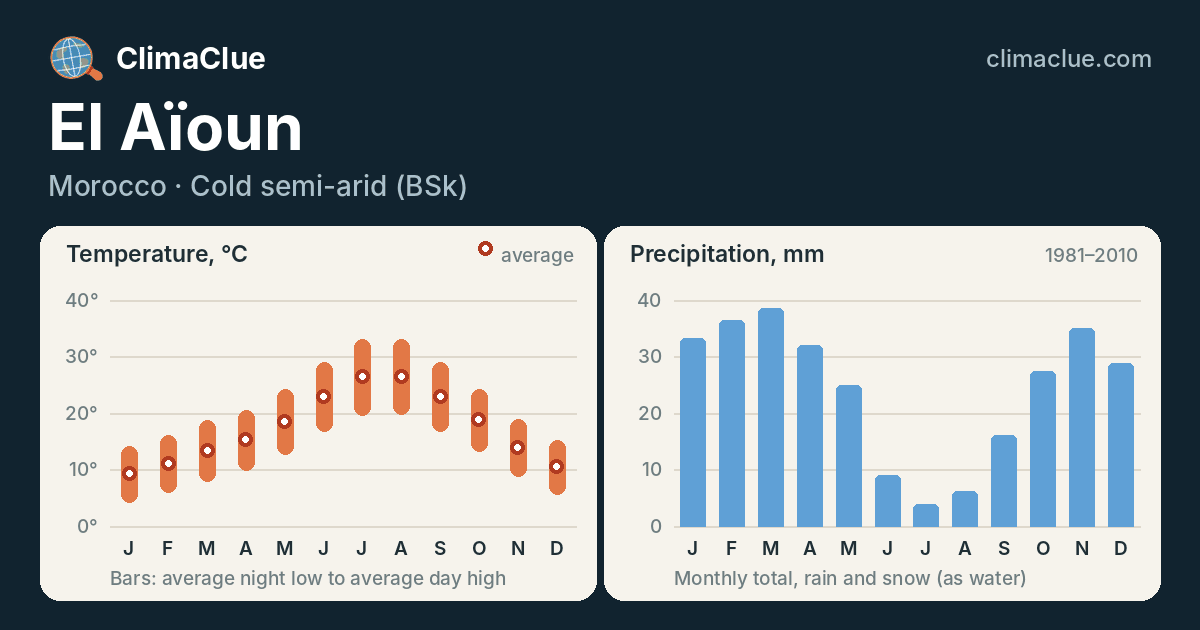 ClimaClue
climaclue.com
El Aïoun
Morocco · Cold semi-arid (BSk)
Temperature, °C
average
40°
30°
20°
10°
0°
J F M A M J J A S O N D
Bars: average night low to average day high
Precipitation, mm
1981–2010
40
30
20
10
0
J F M A M J J A S O N D
Monthly total, rain and snow (as water)